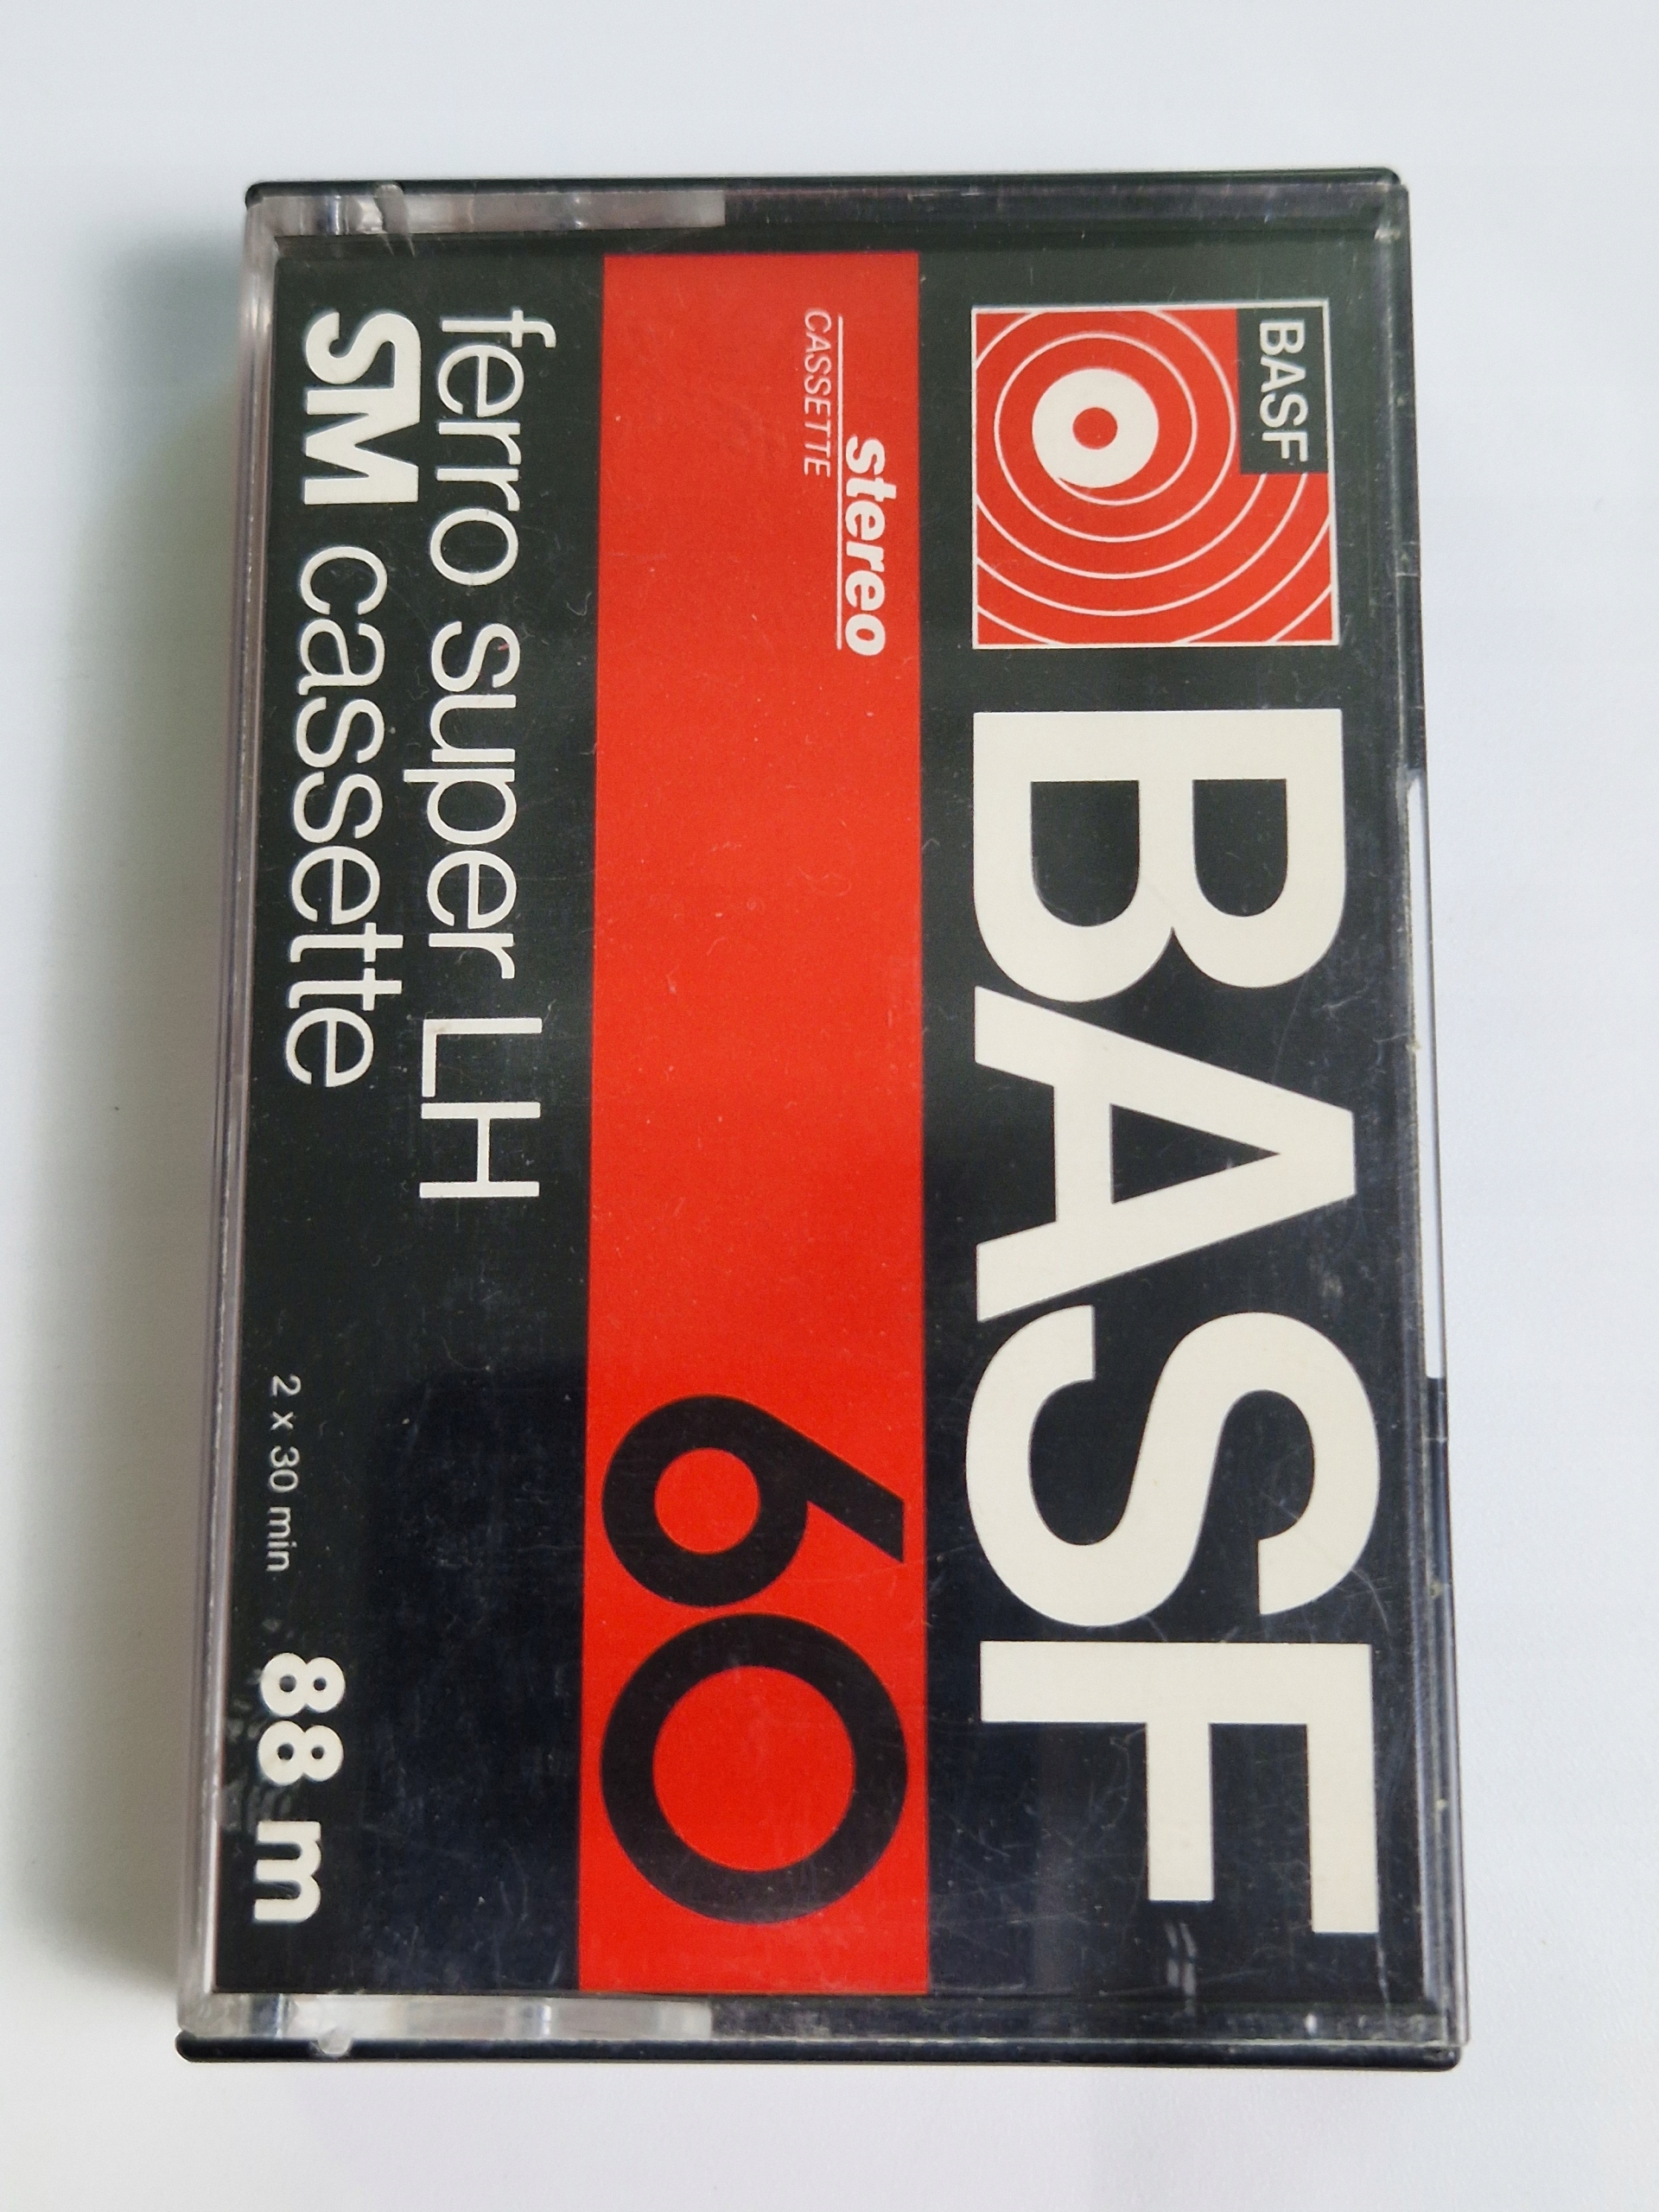 BASF
BASF
stereo
CASSETTE
60
ferro super LH
SM cassette
2 x 30 min
88 m